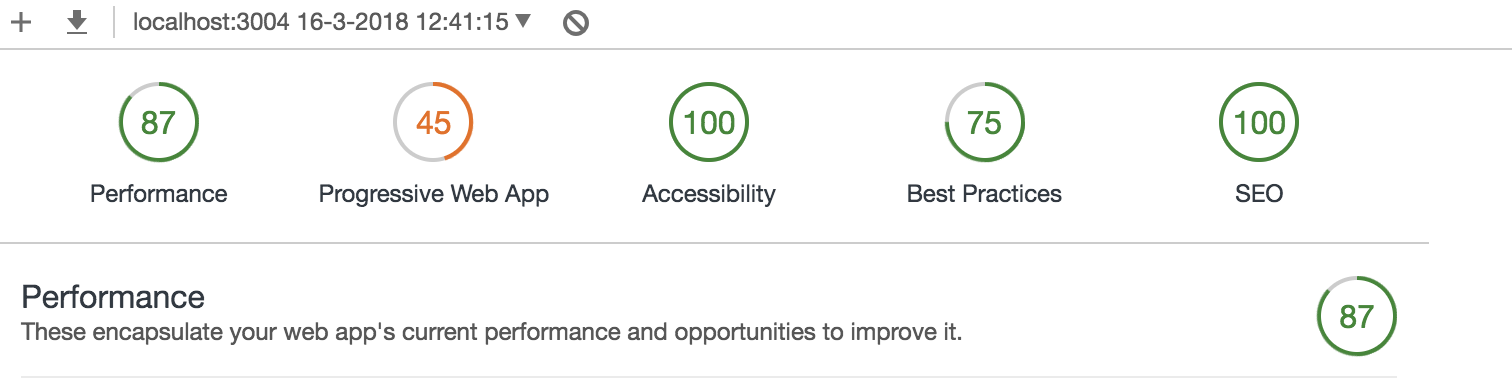 localhost:3004 16-3-2018 12:41:15
87 45 100 75 100
Performance Progressive Web App Accessibility Best Practices SEO
Performance
These encapsulate your web app's current performance and opportunities to improve it.
87